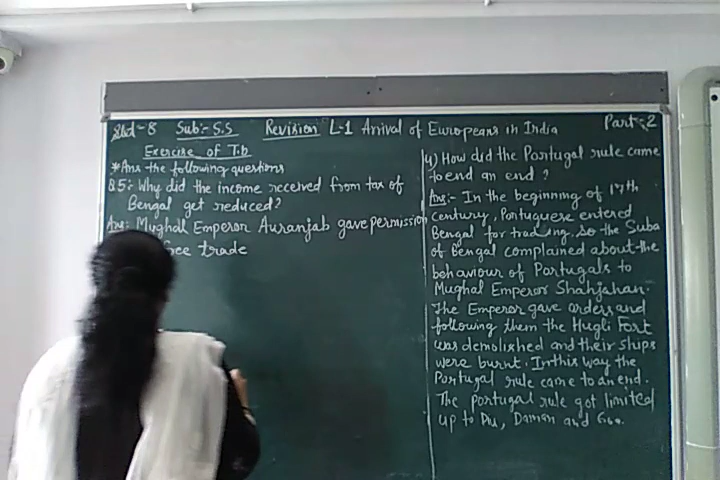 Std-8 Sub:- S.S Revision L-1 Arrival of Europeans in India Part:-2
Exercise of T.b
*Ans the following questions
Q.5:- Why did the income received from tax of
Bengal get reduced?
Ans:- Mughall Emperor Auranjab gave permission
free trade
4) How did the Portugal rule came
to end an end?
Ans:- In the beginning of 17th
century, Portuguese entered
Bengal for trading. So the Suba
of Bengal complained about the
behaviour of Portugals to
Mughal Emperor Shahjahan.
The Emperor gave orders and
following them the Hugli Fort
was demolished and their ships
were burnt. In this way the
Portugal rule came to an end.
The Portugal rule got limited
up to Diu, Daman and Goa.